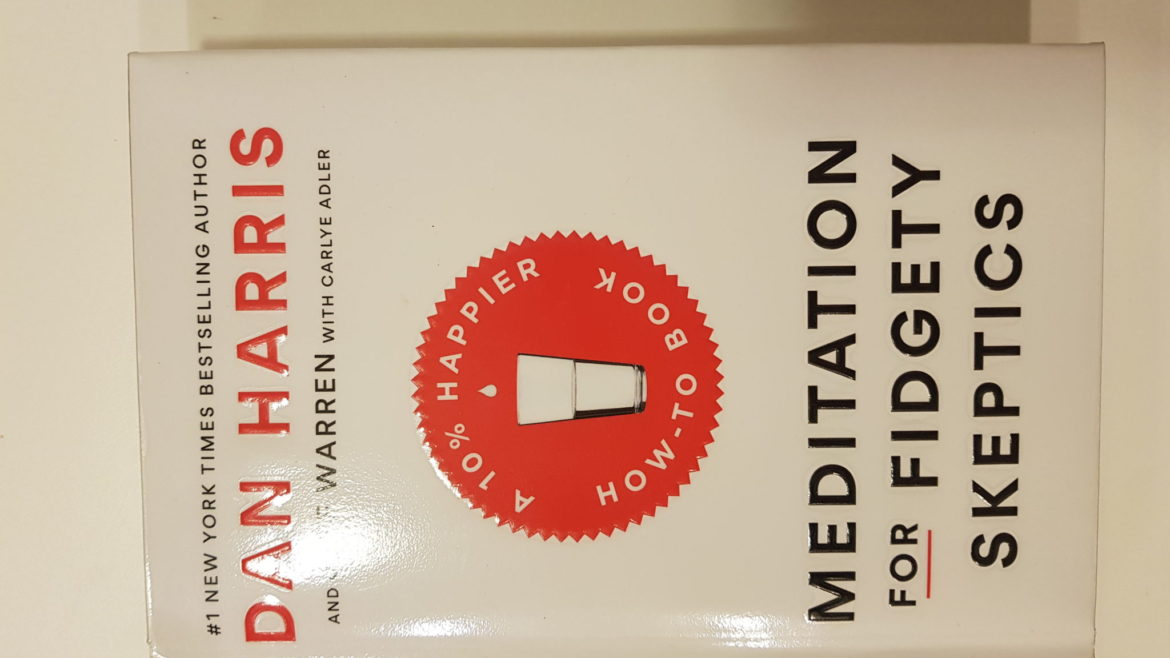 #1 NEW YORK TIMES BESTSELLING AUTHOR
DAN HARRIS
AND WARREN WITH CARLYE ADLER
A 10% HAPPIER
HOW-TO BOOK
MEDITATION
FOR FIDGETY
SKEPTICS